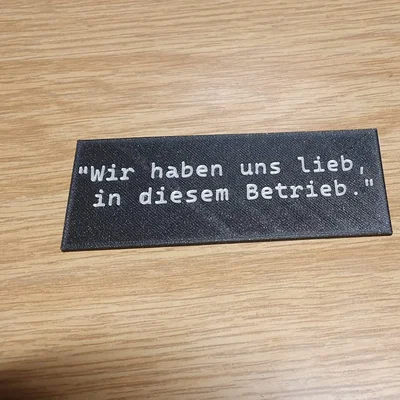 "Wir haben uns lieb,
in diesem Betrieb."